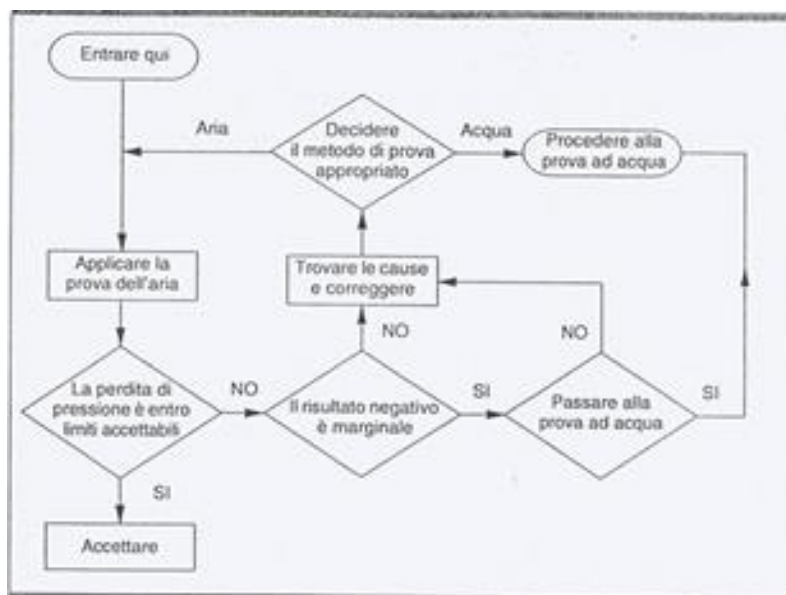 Entrare qui
Aria
Decidere
il metodo di prova
appropriato
Acqua
Procedere alla
prova ad acqua
Applicare la
prova dell'aria
Trovare le cause
e correggere
NO
NO
La perdita di
pressione è entro
limiti accettabili
NO
Il risultato negativo
è marginale
SI
Passare alla
prova ad acqua
SI
SI
Accettare